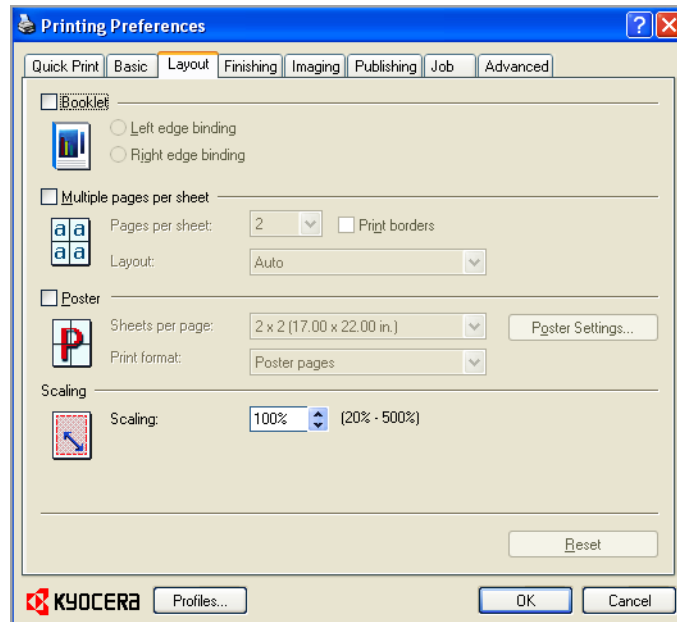 Printing Preferences
Quick Print Basic Layout Finishing Imaging Publishing Job Advanced
Booklet
Left edge binding
Right edge binding
Multiple pages per sheet
a a
a a
Pages per sheet: 2 Print borders
Layout: Auto
Poster
P
Sheets per page: 2 x 2 (17.00 x 22.00 in.) Poster Settings...
Print format: Poster pages
Scaling
Scaling: 100% (20% - 500%)
Reset
KYOCERA Profiles... OK Cancel